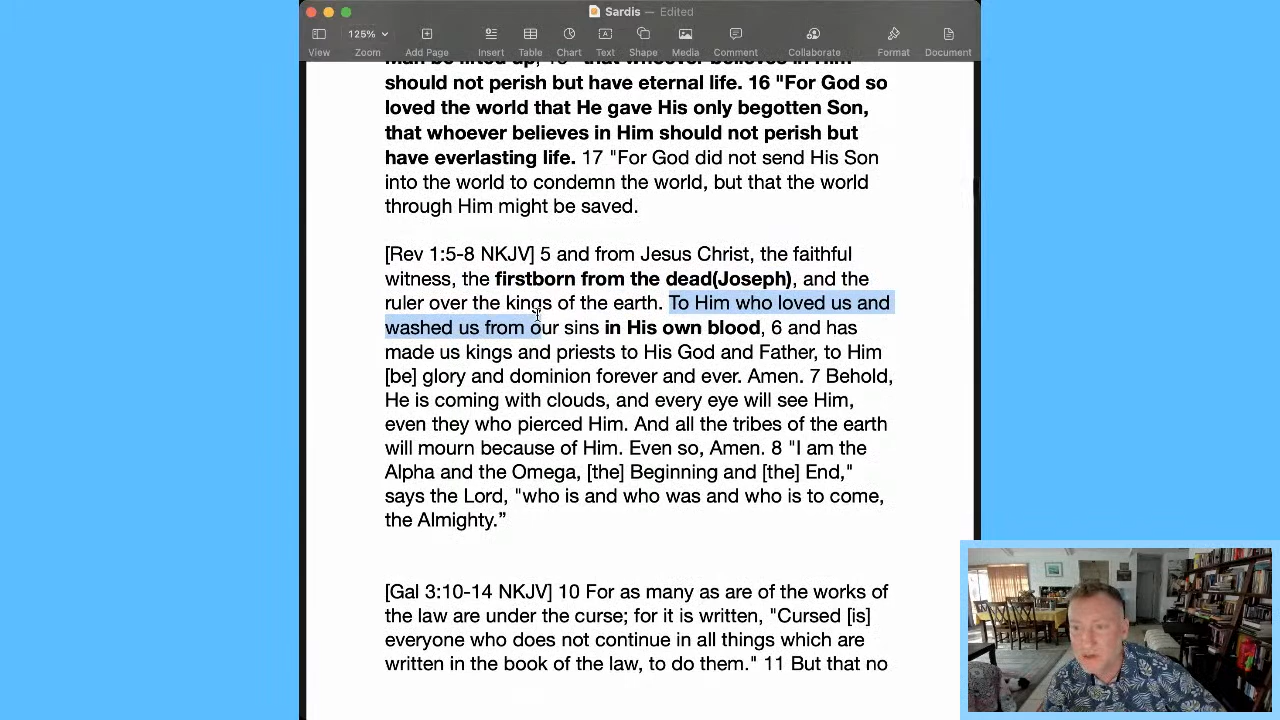 Sardis — Edited
125%
View
Zoom
Add Page
Insert
Table
Chart
Text
Shape
Media
Comment
Collaborate
Format
Document
Man be lifted up, 15 "that whoever believes in Him
should not perish but have eternal life. 16 "For God so
loved the world that He gave His only begotten Son,
that whoever believes in Him should not perish but
have everlasting life. 17 "For God did not send His Son
into the world to condemn the world, but that the world
through Him might be saved.
[Rev 1:5-8 NKJV] 5 and from Jesus Christ, the faithful
witness, the firstborn from the dead(Joseph), and the
ruler over the kings of the earth. To Him who loved us and
washed us from our sins in His own blood, 6 and has
made us kings and priests to His God and Father, to Him
[be] glory and dominion forever and ever. Amen. 7 Behold,
He is coming with clouds, and every eye will see Him,
even they who pierced Him. And all the tribes of the earth
will mourn because of Him. Even so, Amen. 8 "I am the
Alpha and the Omega, [the] Beginning and [the] End,"
says the Lord, "who is and who was and who is to come,
the Almighty.”
[Gal 3:10-14 NKJV] 10 For as many as are of the works of
the law are under the curse; for it is written, "Cursed [is]
everyone who does not continue in all things which are
written in the book of the law, to do them." 11 But that no